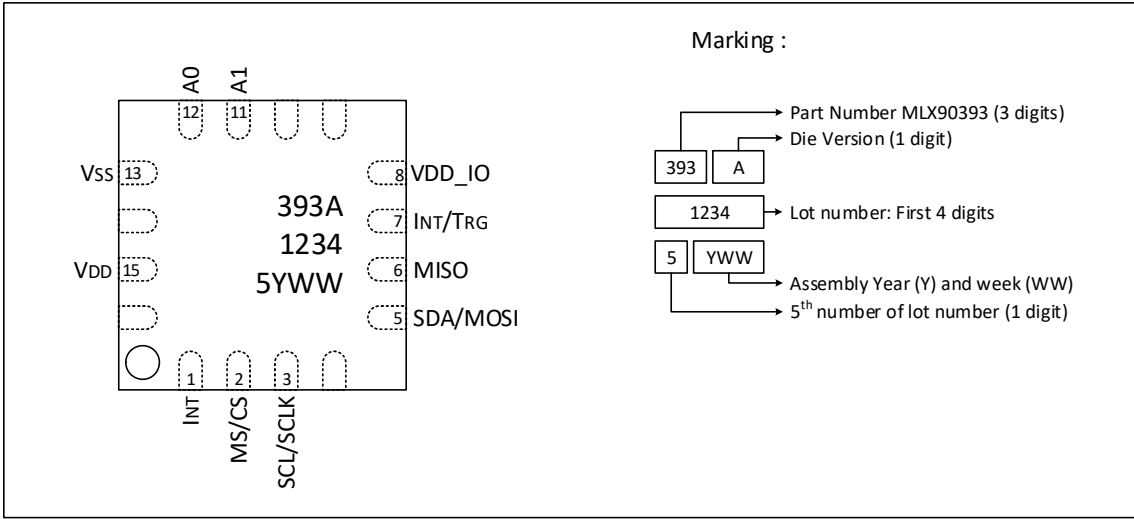 Marking :
A0
A1
12
11
VSS 13
8 VDD_IO
7 INT/TRG
VDD 15
6 MISO
5 SDA/MOSI
393A
1234
5YWW
1
2
3
INT
MS/CS
SCL/SCLK
Part Number MLX90393 (3 digits)
Die Version (1 digit)
393 A
1234
Lot number: First 4 digits
5 YWW
Assembly Year (Y) and week (WW)
5th number of lot number (1 digit)